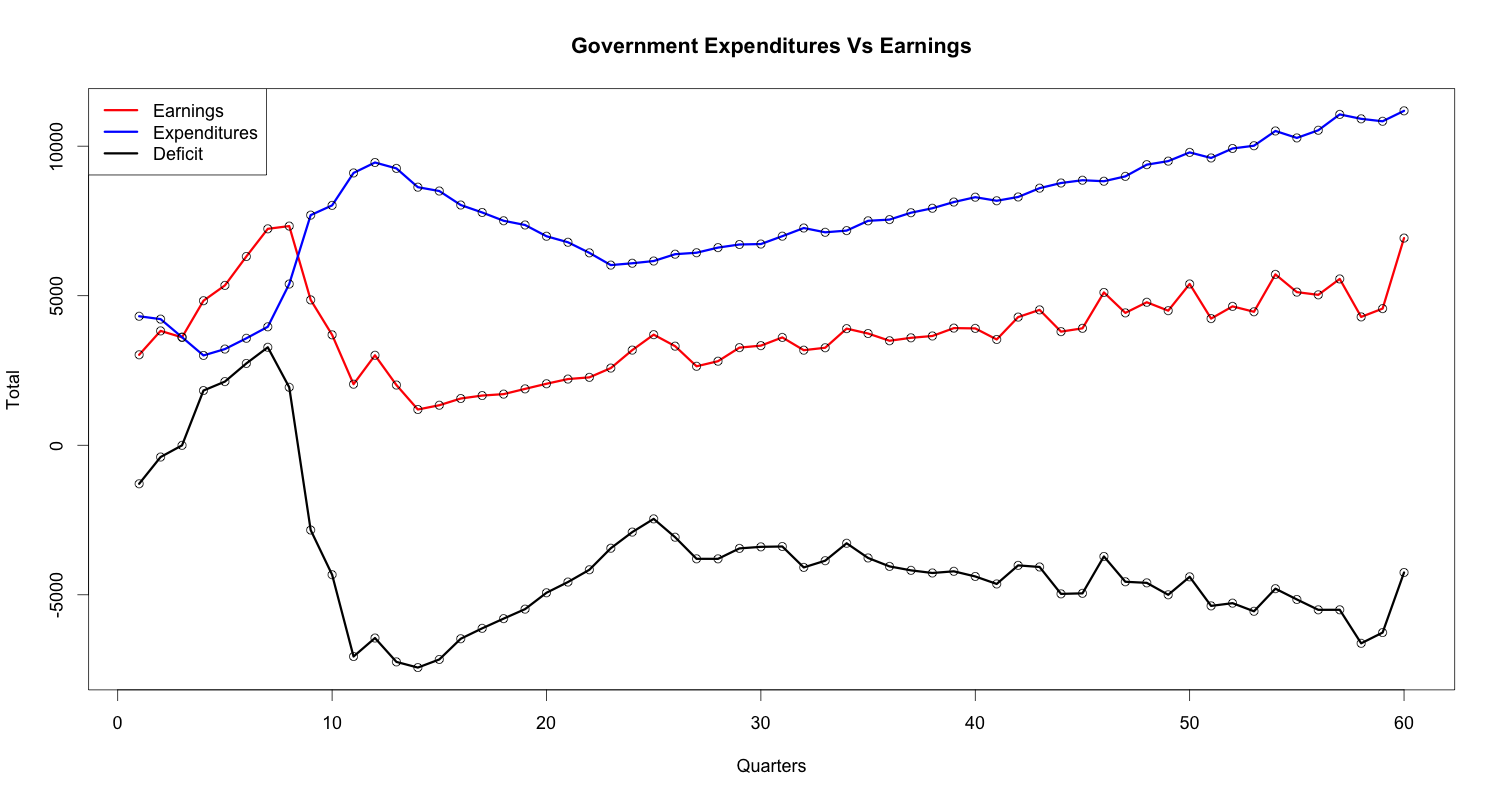 Government Expenditures Vs Earnings
Earnings
Expenditures
Deficit
Total
10000
5000
0
-5000
0 10 20 30 40 50 60
Quarters